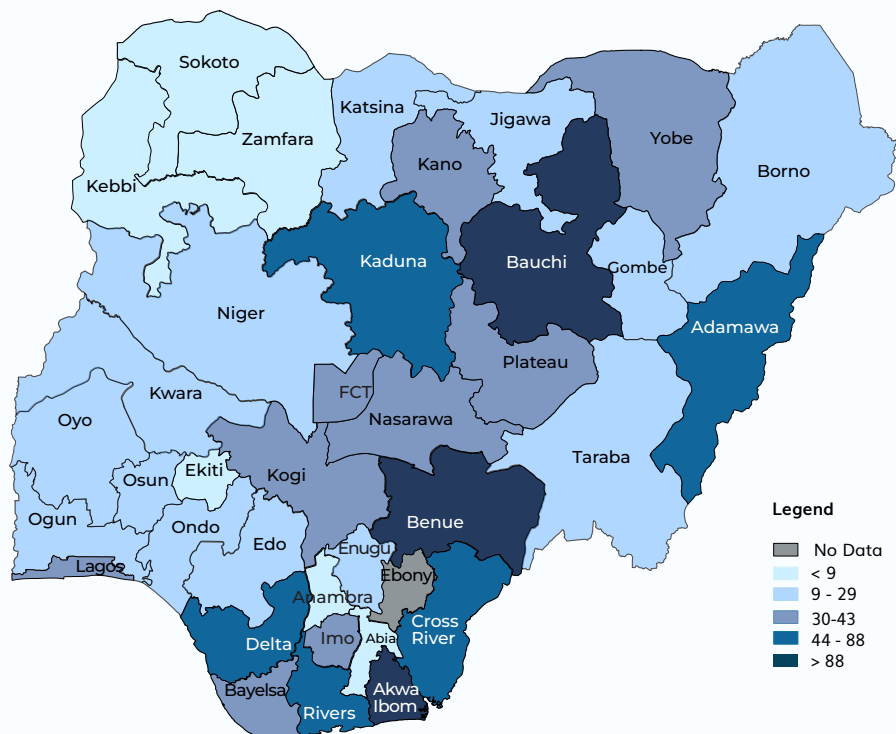 Sokoto
Katsina
Zamfara
Jigawa
Yobe
Kano
Kebbi
Borno
Kaduna
Bauchi
Gombe
Niger
Adamawa
Plateau
FCT
Kwara
Nasarawa
Oyo
Taraba
Ekiti
Kogi
Osun
Ogun
Ondo
Benue
Edo
Enugu
Lagos
Ebony
Anambra
Cross
River
Delta
Imo
Abia
Bayelsa
Akwa
Ibom
Rivers
Legend
No Data
< 9
9 - 29
30-43
44 - 88
> 88